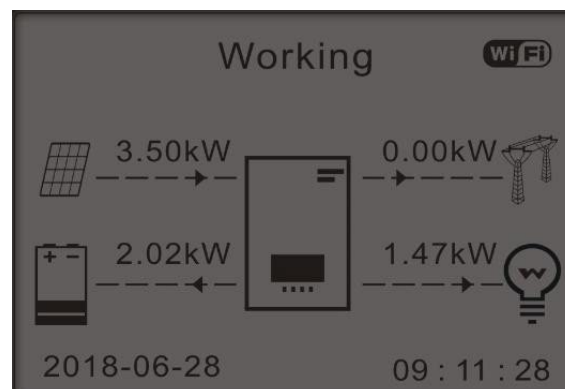 Working
WiFi
3.50kW
0.00kW
2.02kW
1.47kW
2018-06-28
09 : 11 : 28